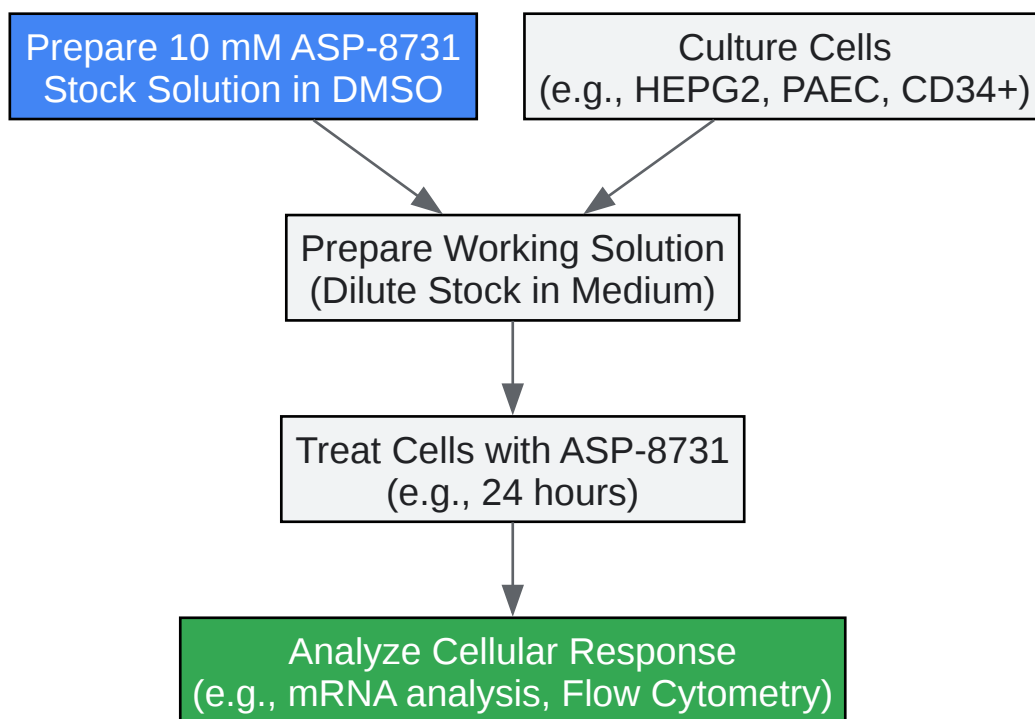 Prepare 10 mM ASP-8731
Stock Solution in DMSO
Culture Cells
(e.g., HEPG2, PAEC, CD34+)
Prepare Working Solution
(Dilute Stock in Medium)
Treat Cells with ASP-8731
(e.g., 24 hours)
Analyze Cellular Response
(e.g., mRNA analysis, Flow Cytometry)